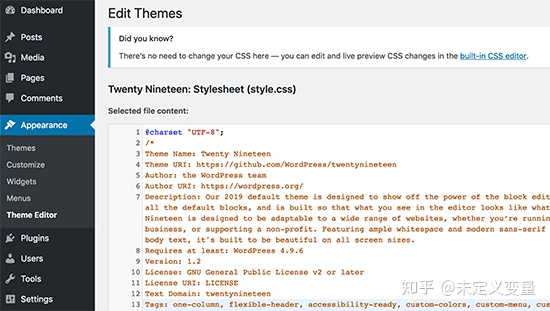 Dashboard
Posts
Media
Pages
Comments
Appearance
Themes
Customize
Widgets
Menus
Theme Editor
Plugins
Users
Tools
Settings
Edit Themes
Did you know?
There's no need to change your CSS here — you can edit and live preview CSS changes in the built-in CSS editor.
Twenty Nineteen: Stylesheet (style.css)
Selected file content:
1 @charset "UTF-8";
2 /*
3 Theme Name: Twenty Nineteen
4 Theme URI: https://github.com/WordPress/twentynineteen
5 Author: the WordPress team
6 Author URI: https://wordpress.org/
7 Description: Our 2019 default theme is designed to show off the power of the block edit
all the default blocks, and is built so that what you see in the editor looks like what
Nineteen is designed to be adaptable to a wide range of websites, whether you're running
business, or supporting a non-profit. Featuring ample whitespace and modern sans-serif
body text, it's built to be beautiful on all screen sizes.
8 Requires at least: WordPress 4.9.6
9 Version: 1.2
10 License: GNU General Public License v2 or later
11 License URI: LICENSE
12 Text Domain: twentynineteen
13 Tags: one-column, flexible-header, accessibility-ready, custom-colors, custom-menu, cus
知乎 @未定义变量